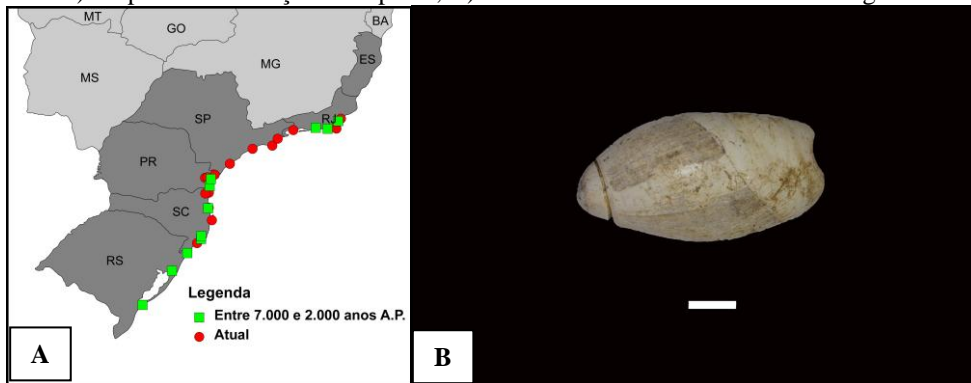 MT
GO
BA
MS
MG
ES
SP
RJ
PR
SC
RS
Legenda
Entre 7.000 e 2.000 anos A.P.
Atual
A
B